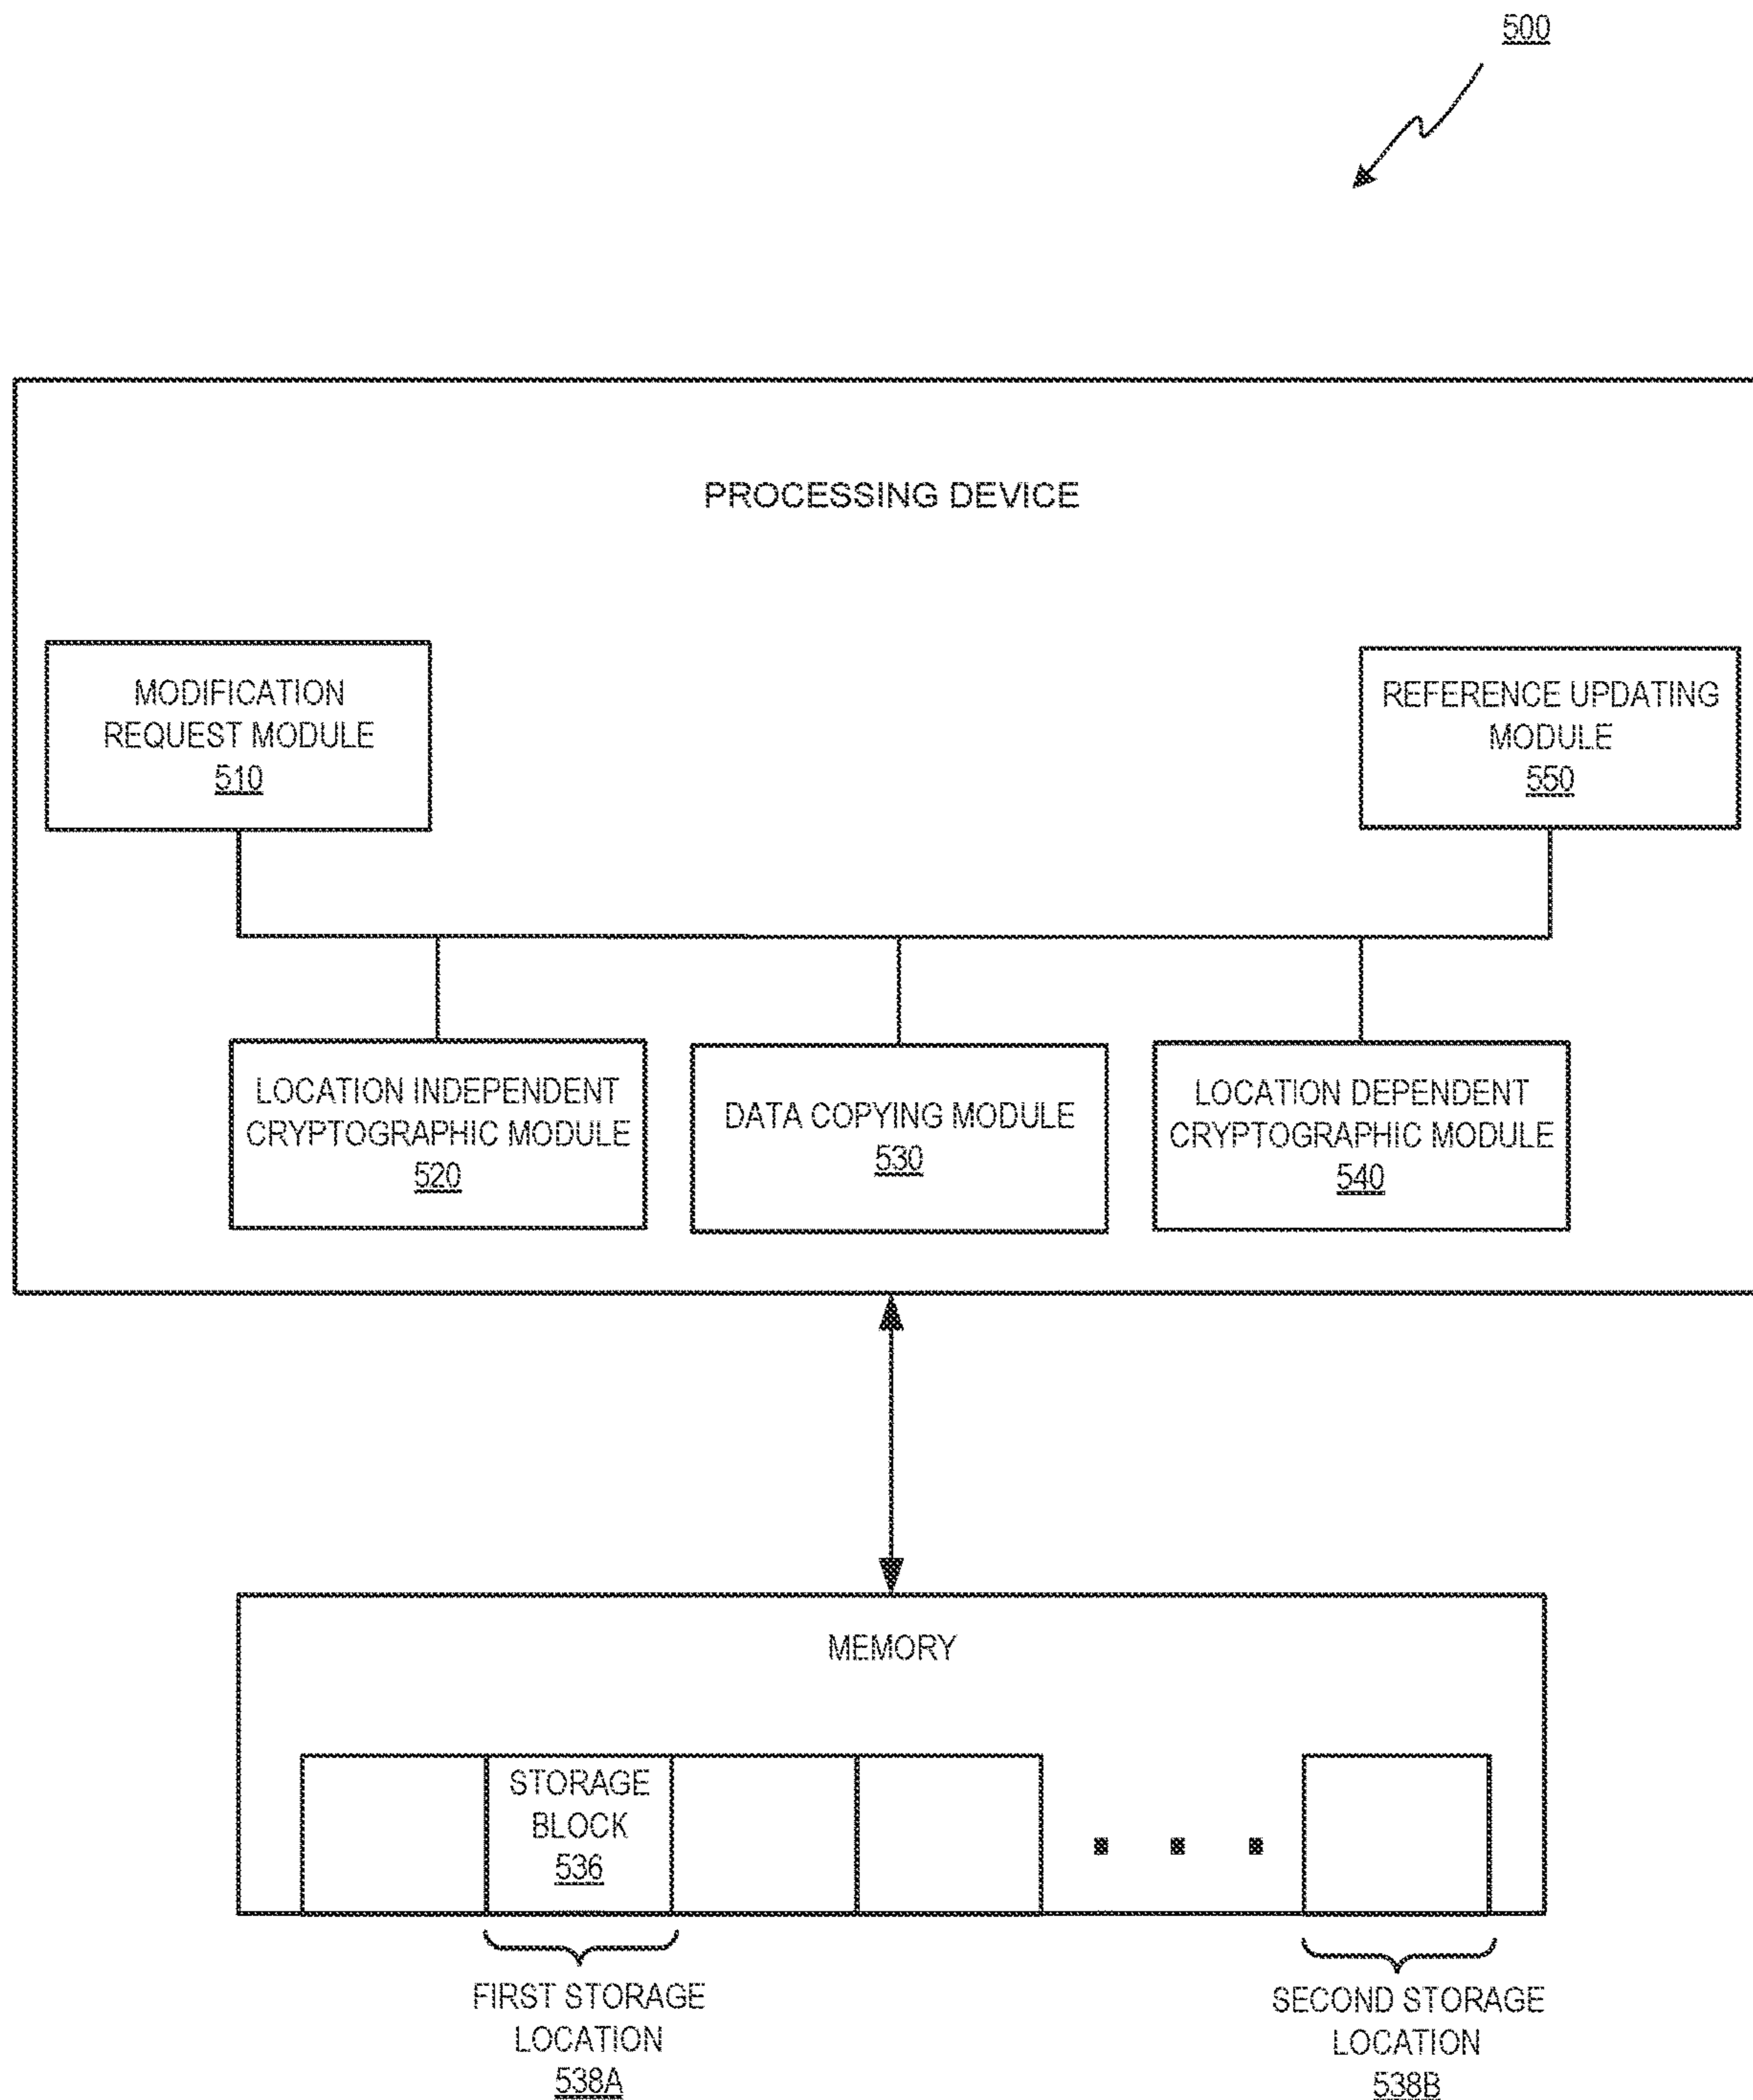 500
PROCESSING DEVICE
MODIFICATION
REQUEST MODULE
510
REFERENCE UPDATING
MODULE
550
LOCATION INDEPENDENT
CRYPTOGRAPHIC MODULE
520
DATA COPYING MODULE
530
LOCATION DEPENDENT
CRYPTOGRAPHIC MODULE
540
MEMORY
STORAGE
BLOCK
536
FIRST STORAGE
LOCATION
538A
SECOND STORAGE
LOCATION
538B